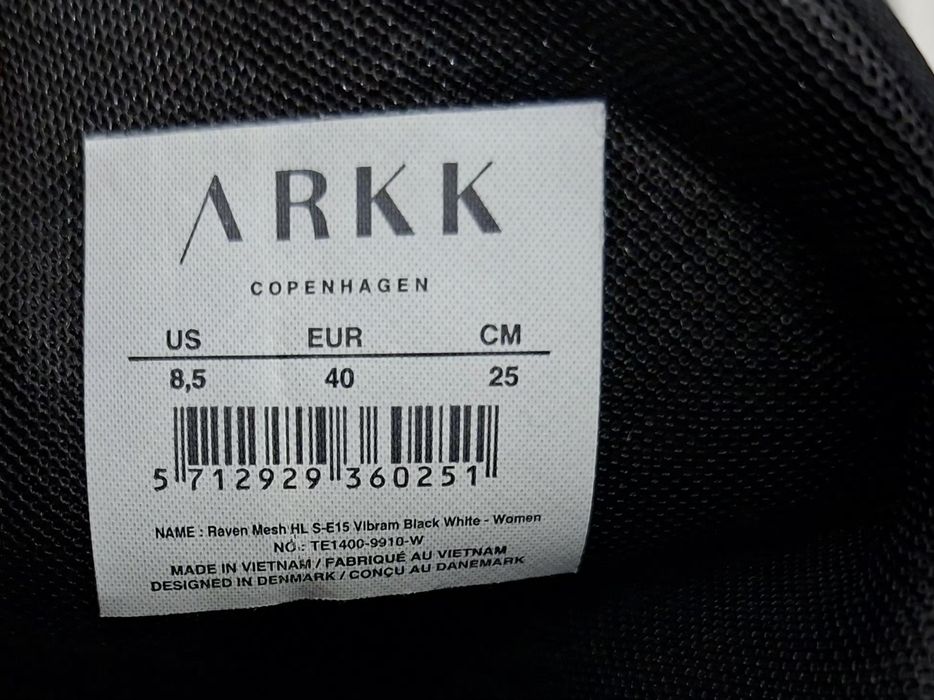 ARKK
COPENHAGEN
US EUR CM
8,5 40 25
5 712929 360251
NAME : Raven Mesh HL S-E15 Vibram Black White - Women
NO.: TE1400-9910-W
MADE IN VIETNAM / FABRIQUÉ AU VIETNAM
DESIGNED IN DENMARK / CONÇU AU DANEMARK